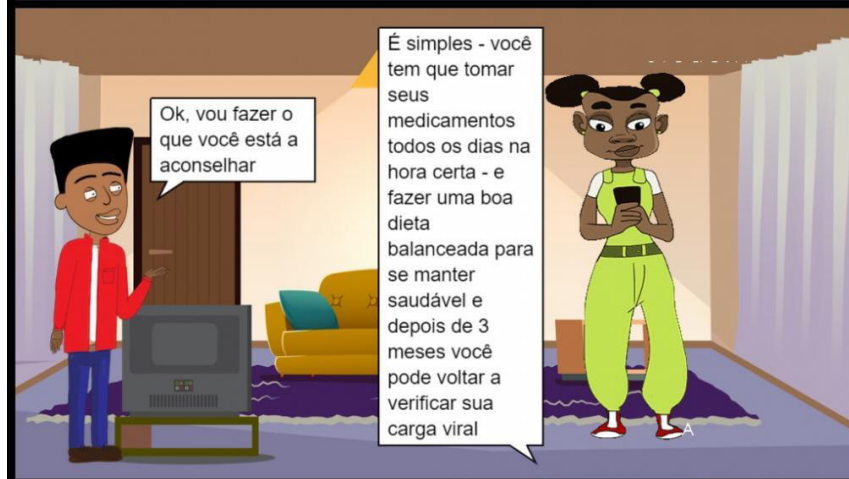 Ok, vou fazer o
que você está a
aconselhar
É simples - você
tem que tomar
seus
medicamentos
todos os dias na
hora certa - e
fazer uma boa
dieta
balanceada para
se manter
saudável e
depois de 3
meses você
pode voltar a
verificar sua
carga viral
A